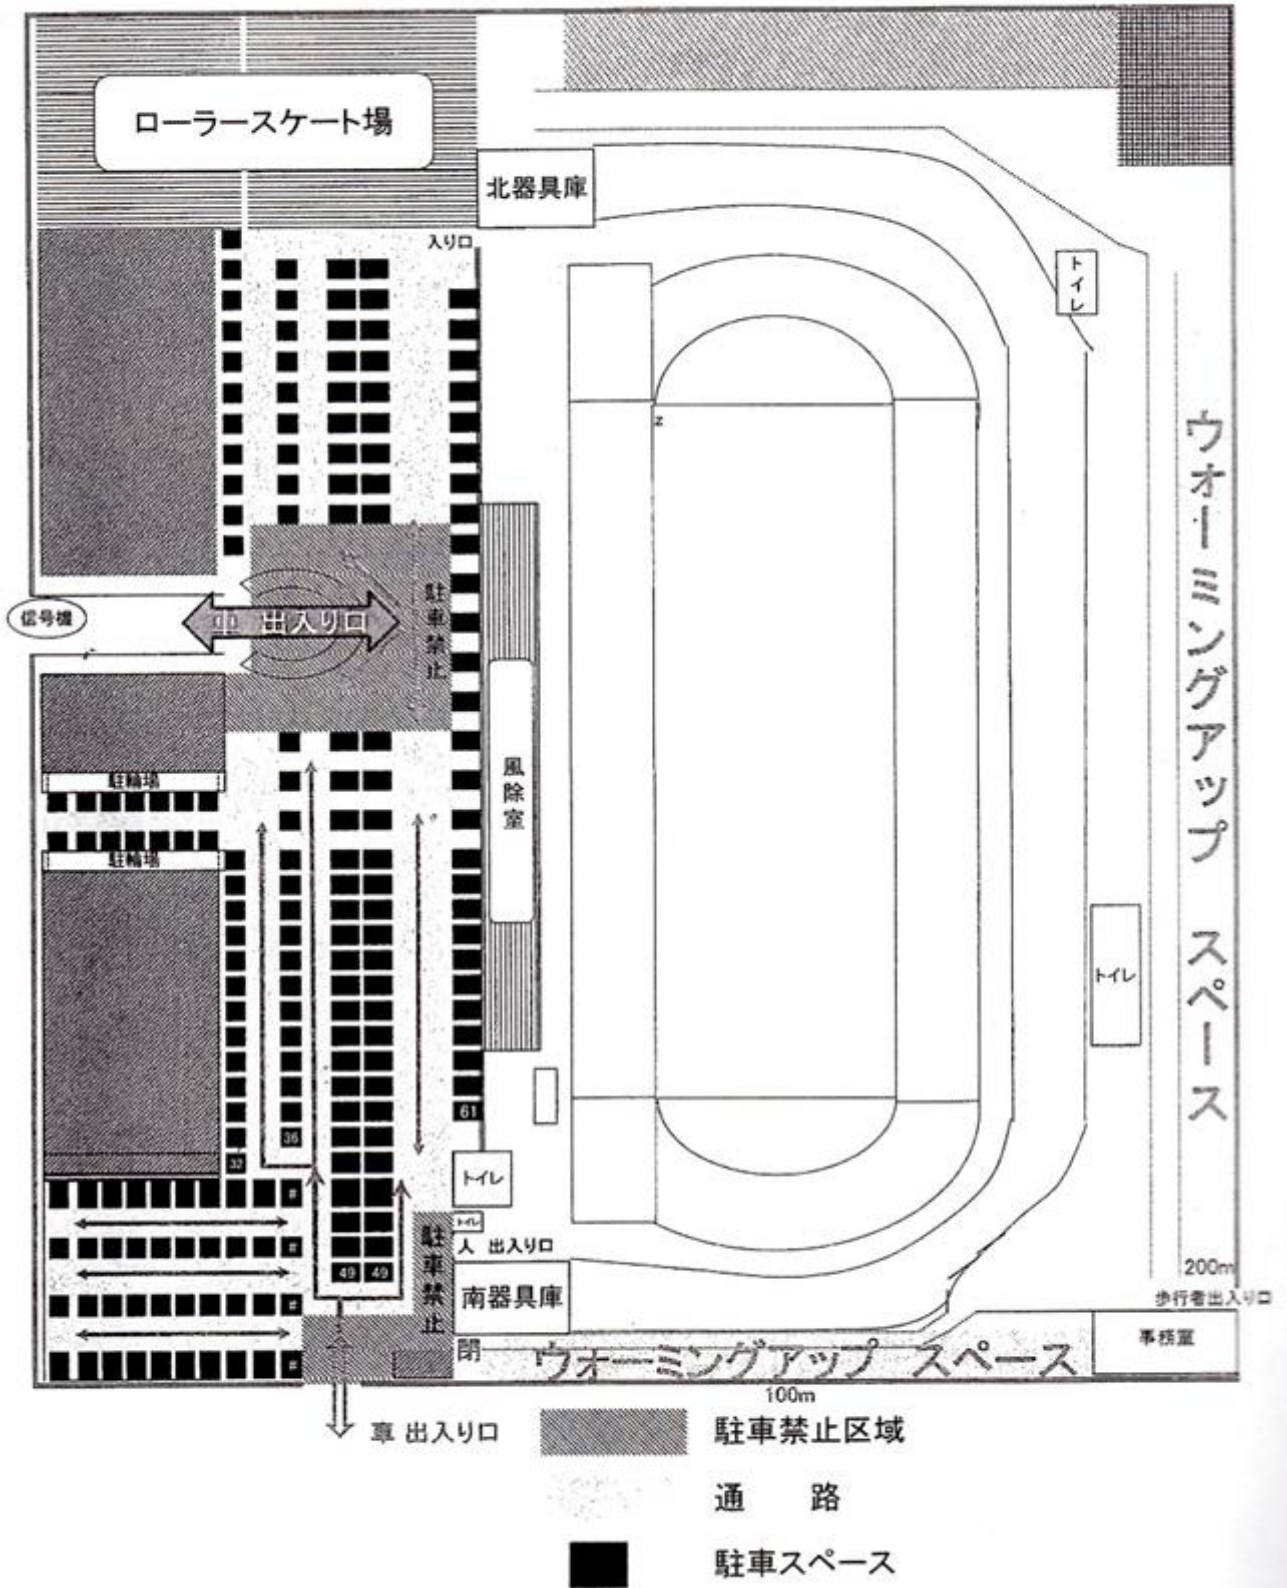 ローラースケート場
北器具庫
入り口
トイレ
z
ウォーミングアップ スペース
駐車禁止
信号機
車 出入り口
駐輪場
風除室
駐輪場
トイレ
61
36
32
トイレ
#
トイレ
駐車禁止
人 出入り口
#
49 49
南器具庫
200m
歩行者出入り口
#
事務室
閉
ウォーミングアップ スペース
#
100m
車 出入り口
駐車禁止区域
通 路
駐車スペース